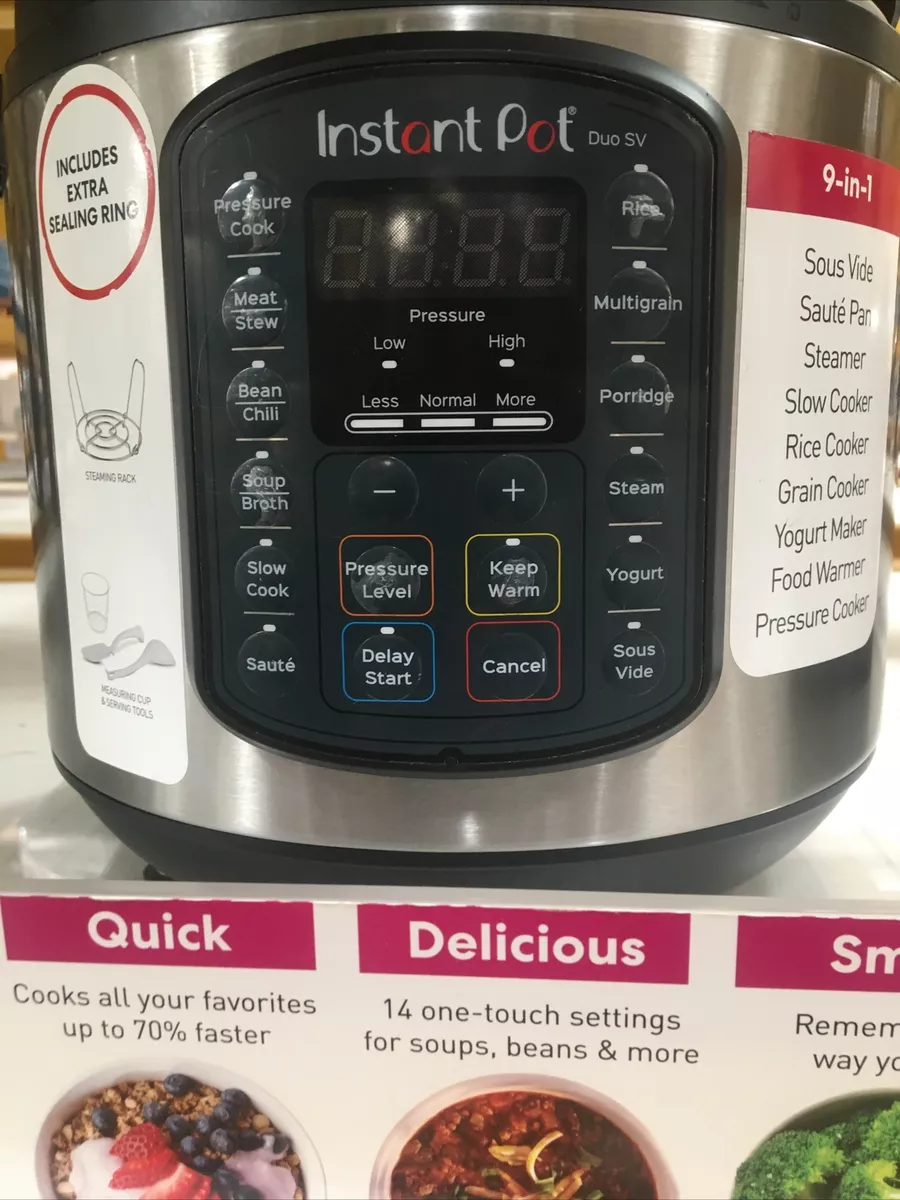 Instant Pot® Duo SV
INCLUDES
EXTRA
SEALING RING
STEAMING RACK
MEASURING CUP
& SERVING TOOLS
Pressure
Cook
Meat
Stew
Bean
Chili
Soup
Broth
Slow
Cook
Sauté
Pressure
Low High
Less Normal More
− +
Pressure
Level
Keep
Warm
Delay
Start
Cancel
Rice
Multigrain
Porridge
Steam
Yogurt
Sous
Vide
9-in-1
Sous Vide
Sauté Pan
Steamer
Slow Cooker
Rice Cooker
Grain Cooker
Yogurt Maker
Food Warmer
Pressure Cooker
Quick
Cooks all your favorites
up to 70% faster
Delicious
14 one-touch settings
for soups, beans & more
Sm
Remem
way yo